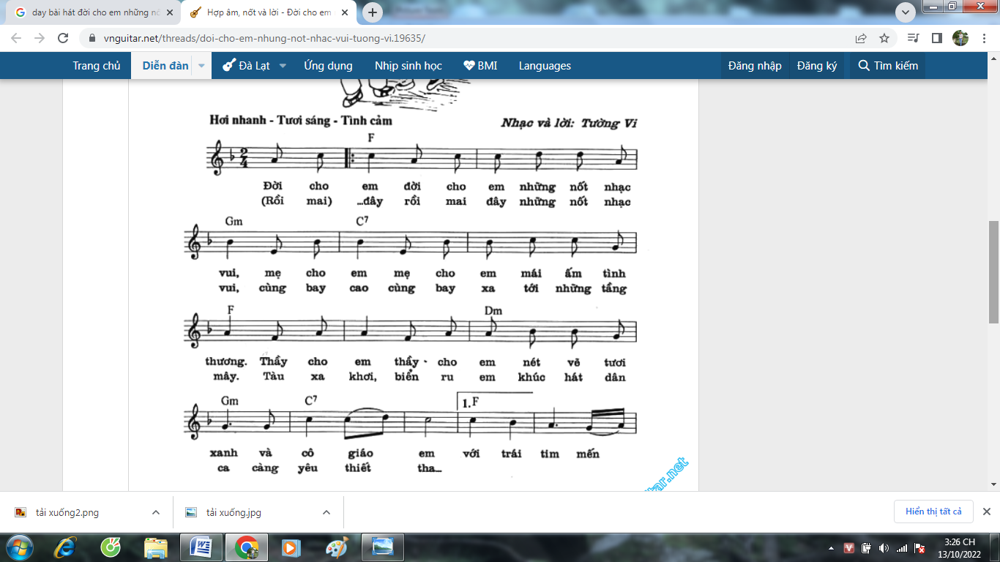 day bài hát đời cho em những nố
Hợp âm, nốt và lời - Đời cho em
vnguitar.net/threads/doi-cho-em-nhung-not-nhac-vui-tuong-vi.19635/
Trang chủ Diễn đàn Đà Lạt Ứng dụng Nhịp sinh học BMI Languages Đăng nhập Đăng ký Tìm kiếm
Hơi nhanh - Tươi sáng - Tình cảm
Nhạc và lời: Tường Vi
F
2
4
Đời cho em đời cho em những nốt nhạc
(Rồi mai) ...đây rồi mai đây những nốt nhạc
Gm C7
vui, mẹ cho em mẹ cho em mái ấm tình
vui, cùng bay cao cùng bay xa tới những tầng
F Dm
thương. Thầy cho em thầy cho em nét vẽ tươi
mây. Tàu xa khơi, biển ru em khúc hát dân
Gm C7 1. F
xanh và cô giáo em với trái tim mến
ca càng yêu thiết tha...
tar.net
tải xuống2.png
tải xuống.jpg
Hiển thị tất cả
3:26 CH
13/10/2022